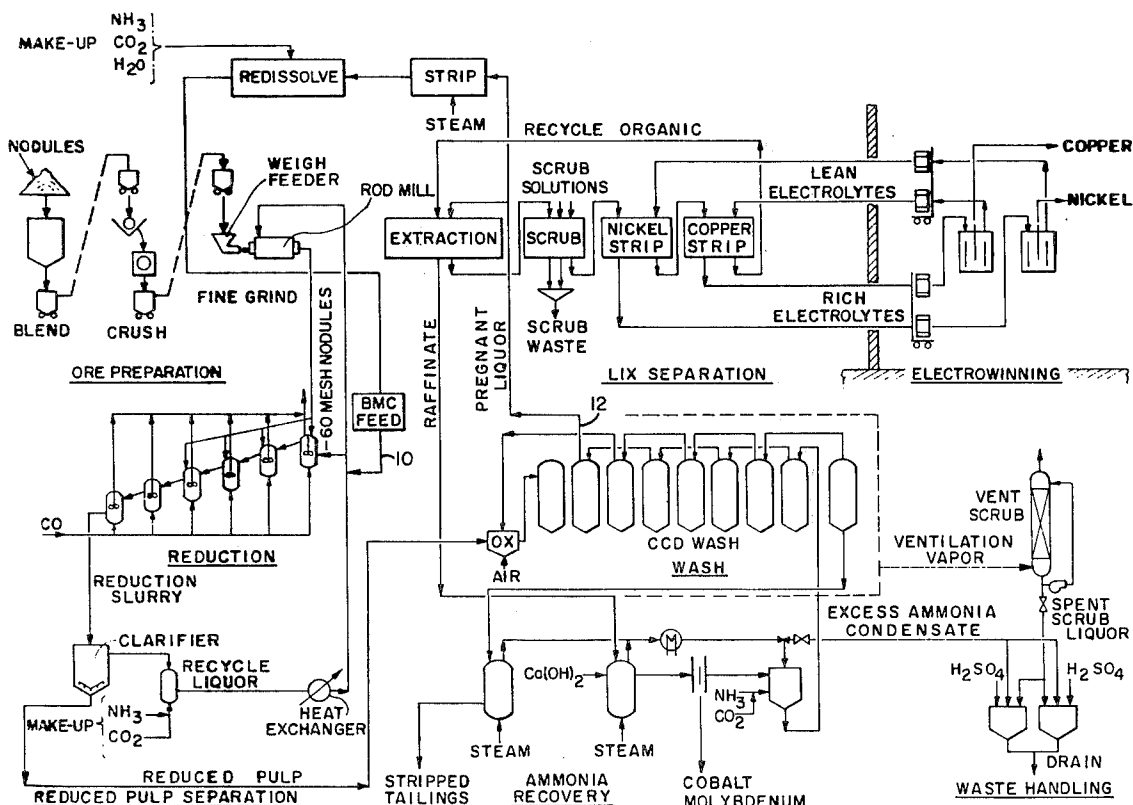 NH3
MAKE-UP
CO2
H2O
REDISSOLVE
STRIP
STEAM
RECYCLE ORGANIC
NODULES
WEIGH
FEEDER
ROD MILL
SCRUB
SOLUTIONS
LEAN
ELECTROLYTES
COPPER
NICKEL
EXTRACTION
SCRUB
NICKEL
STRIP
COPPER
STRIP
FINE GRIND
BLEND
CRUSH
SCRUB
WASTE
RICH
ELECTROLYTES
ORE PREPARATION
60 MESH NODULES
RAFFINATE
PREGNANT
LIQUOR
LIX SEPARATION
ELECTROWINNING
BMC
FEED
10
12
CO
REDUCTION
OX
AIR
CCD WASH
WASH
VENT
SCRUB
VENTILATION
VAPOR
REDUCTION
SLURRY
CLARIFIER
RECYCLE
LIQUOR
MAKE-UP
NH3
CO2
HEAT
EXCHANGER
M
EXCESS AMMONIA
CONDENSATE
SPENT
SCRUB
LIQUOR
Ca(OH)2
NH3
CO2
H2SO4
H2SO4
STEAM
STEAM
REDUCED PULP
REDUCED PULP SEPARATION
STRIPPED
TAILINGS
AMMONIA
RECOVERY
COBALT
MOLYBDENUM
DRAIN
WASTE HANDLING